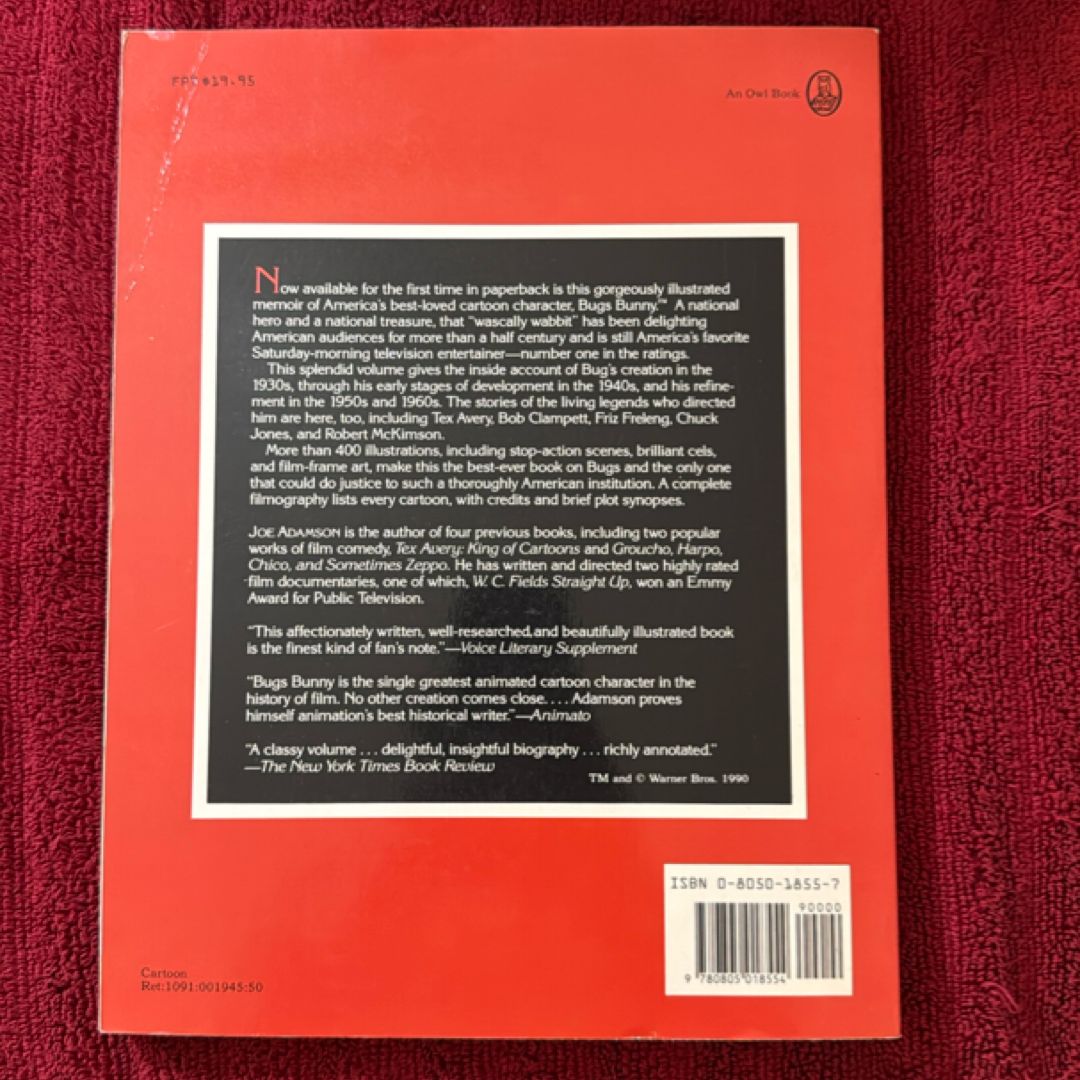 FPT $19.95
An Owl Book
Now available for the first time in paperback is this gorgeously illustrated
memoir of America's best-loved cartoon character, Bugs Bunny.™ A national
hero and a national treasure, that "wascally wabbit" has been delighting
American audiences for more than a half century and is still America's favorite
Saturday-morning television entertainer—number one in the ratings.
This splendid volume gives the inside account of Bug's creation in the
1930s, through his early stages of development in the 1940s, and his refine-
ment in the 1950s and 1960s. The stories of the living legends who directed
him are here, too, including Tex Avery, Bob Clampett, Friz Freleng, Chuck
Jones, and Robert McKimson.
More than 400 illustrations, including stop-action scenes, brilliant cels,
and film-frame art, make this the best-ever book on Bugs and the only one
that could do justice to such a thoroughly American institution. A complete
filmography lists every cartoon, with credits and brief plot synopses.
JOE ADAMSON is the author of four previous books, including two popular
works of film comedy, Tex Avery: King of Cartoons and Groucho, Harpo,
Chico, and Sometimes Zeppo. He has written and directed two highly rated
film documentaries, one of which, W. C. Fields Straight Up, won an Emmy
Award for Public Television.
"This affectionately written, well-researched,and beautifully illustrated book
is the finest kind of fan's note."—Voice Literary Supplement
"Bugs Bunny is the single greatest animated cartoon character in the
history of film. No other creation comes close. . . . Adamson proves
himself animation's best historical writer."—Animato
"A classy volume . . . delightful, insightful biography . . . richly annotated."
—The New York Times Book Review
TM and © Warner Bros. 1990
ISBN 0-8050-1855-7
90000
9 780805 018554
Cartoon
Ret:1091:001945:50